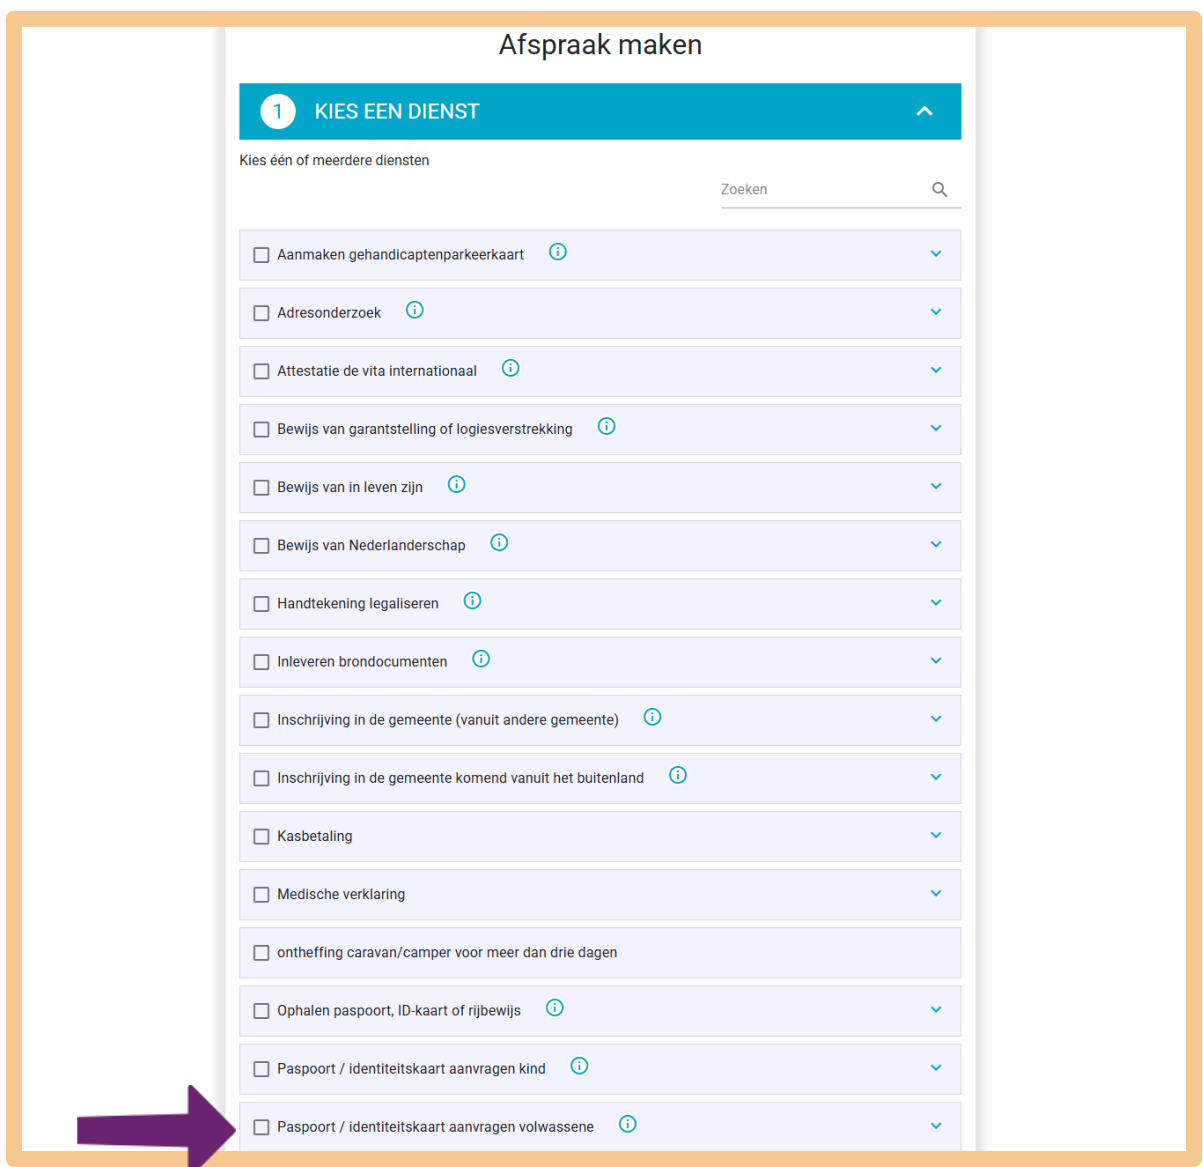 Afspraak maken
1 KIES EEN DIENST
Kies één of meerdere diensten
Zoeken
Aanmaken gehandicaptenparkeerkaart
Adresonderzoek
Attestatie de vita internationaal
Bewijs van garantstelling of logiesverstrekking
Bewijs van in leven zijn
Bewijs van Nederlanderschap
Handtekening legaliseren
Inleveren brondocumenten
Inschrijving in de gemeente (vanuit andere gemeente)
Inschrijving in de gemeente komend vanuit het buitenland
Kasbetaling
Medische verklaring
ontheffing caravan/camper voor meer dan drie dagen
Ophalen paspoort, ID-kaart of rijbewijs
Paspoort / identiteitskaart aanvragen kind
Paspoort / identiteitskaart aanvragen volwassene